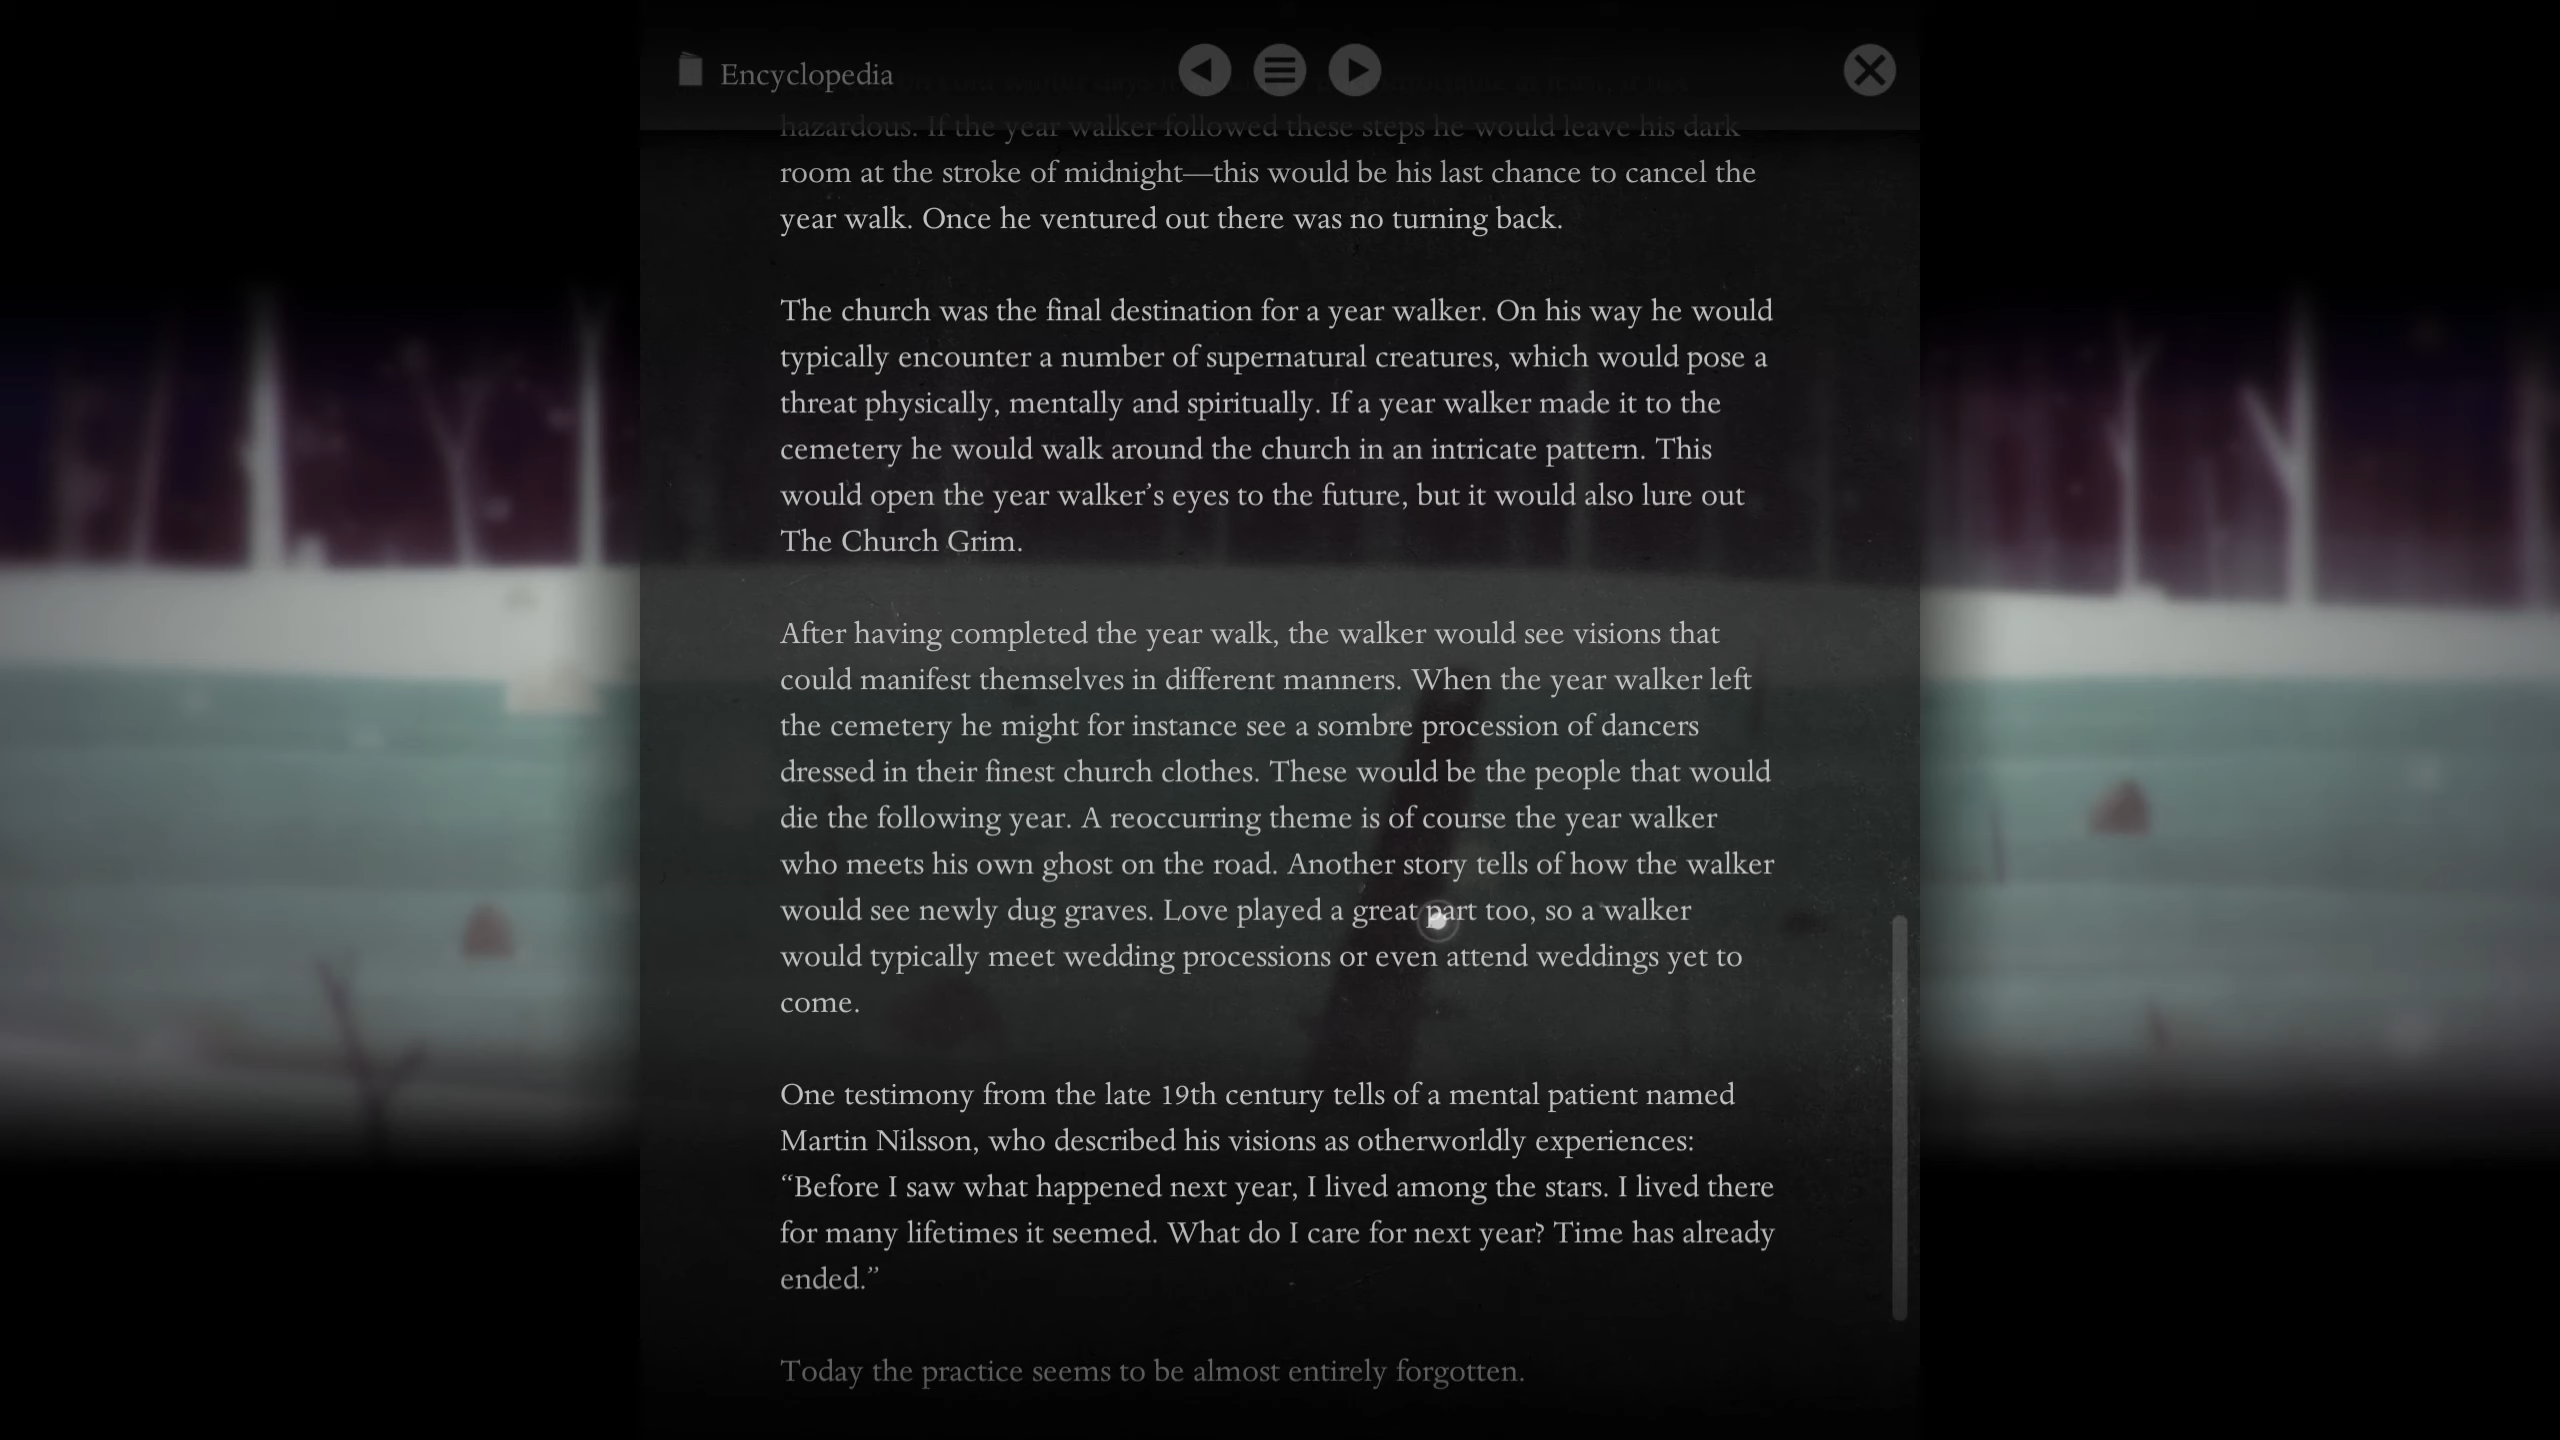 Encyclopedia
hazardous. If the year walker followed these steps he would leave his dark
room at the stroke of midnight—this would be his last chance to cancel the
year walk. Once he ventured out there was no turning back.
The church was the final destination for a year walker. On his way he would
typically encounter a number of supernatural creatures, which would pose a
threat physically, mentally and spiritually. If a year walker made it to the
cemetery he would walk around the church in an intricate pattern. This
would open the year walker’s eyes to the future, but it would also lure out
The Church Grim.
After having completed the year walk, the walker would see visions that
could manifest themselves in different manners. When the year walker left
the cemetery he might for instance see a sombre procession of dancers
dressed in their finest church clothes. These would be the people that would
die the following year. A reoccurring theme is of course the year walker
who meets his own ghost on the road. Another story tells of how the walker
would see newly dug graves. Love played a great part too, so a walker
would typically meet wedding processions or even attend weddings yet to
come.
One testimony from the late 19th century tells of a mental patient named
Martin Nilsson, who described his visions as otherworldly experiences:
“Before I saw what happened next year, I lived among the stars. I lived there
for many lifetimes it seemed. What do I care for next year? Time has already
ended.”
Today the practice seems to be almost entirely forgotten.